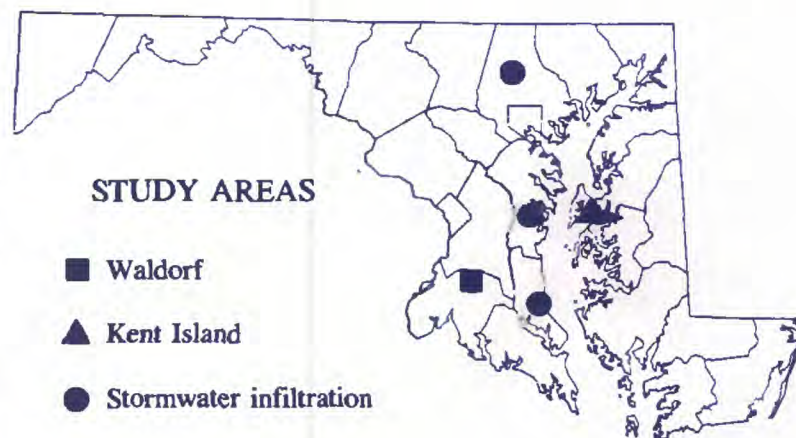 STUDY AREAS
Waldorf
Kent Island
Stormwater infiltration